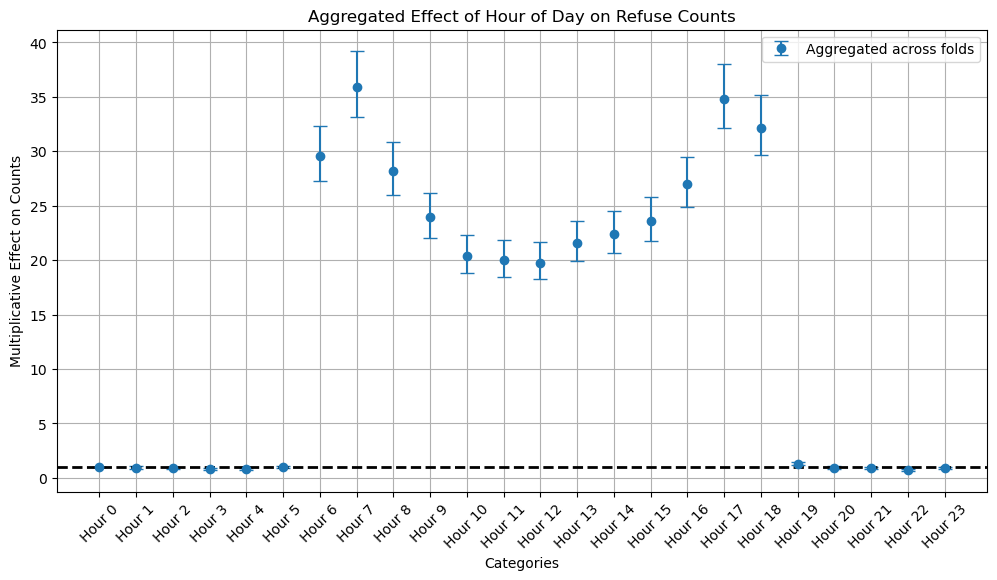 Aggregated Effect of Hour of Day on Refuse Counts
Aggregated across folds
Multiplicative Effect on Counts
40
35
30
25
20
15
10
5
0
Hour 0
Hour 1
Hour 2
Hour 3
Hour 4
Hour 5
Hour 6
Hour 7
Hour 8
Hour 9
Hour 10
Hour 11
Hour 12
Hour 13
Hour 14
Hour 15
Hour 16
Hour 17
Hour 18
Hour 19
Hour 20
Hour 21
Hour 22
Hour 23
Categories